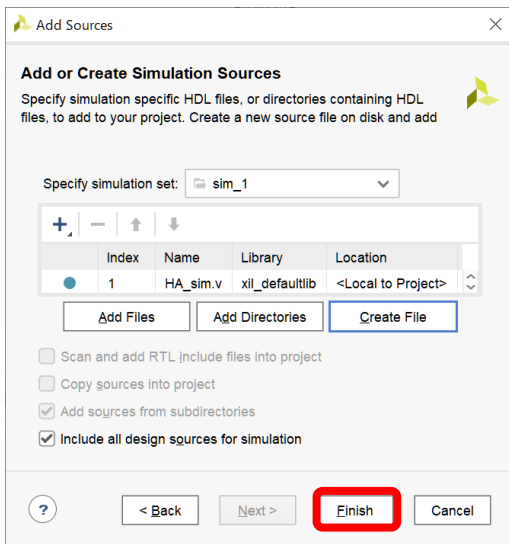 Add Sources
Add or Create Simulation Sources
Specify simulation specific HDL files, or directories containing HDL
files, to add to your project. Create a new source file on disk and add
Specify simulation set: sim_1
Index Name Library Location
1 HA_sim.v xil_defaultlib <Local to Project>
Add Files Add Directories Create File
Scan and add RTL include files into project
Copy sources into project
Add sources from subdirectories
Include all design sources for simulation
? < Back Next > Finish Cancel